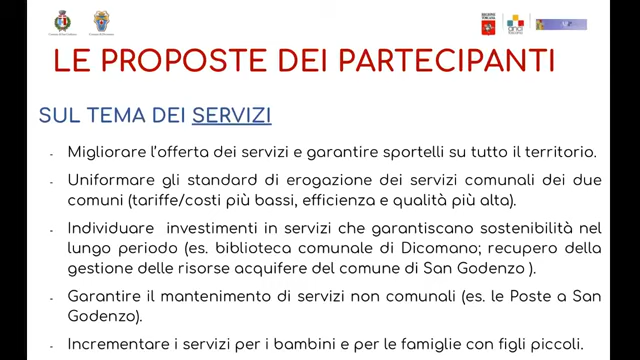 LE PROPOSTE DEI PARTECIPANTI
SUL TEMA DEI SERVIZI
- Migliorare l'offerta dei servizi e garantire sportelli su tutto il territorio.
- Uniformare gli standard di erogazione dei servizi comunali dei due
comuni (tariffe/costi più bassi, efficienza e qualità più alta).
- Individuare investimenti in servizi che garantiscano sostenibilità nel
lungo periodo (es. biblioteca comunale di Dicomano; recupero della
gestione delle risorse acquifere del comune di San Godenzo ).
- Garantire il mantenimento di servizi non comunali (es. le Poste a San
Godenzo).
- Incrementare i servizi per i bambini e per le famiglie con figli piccoli.